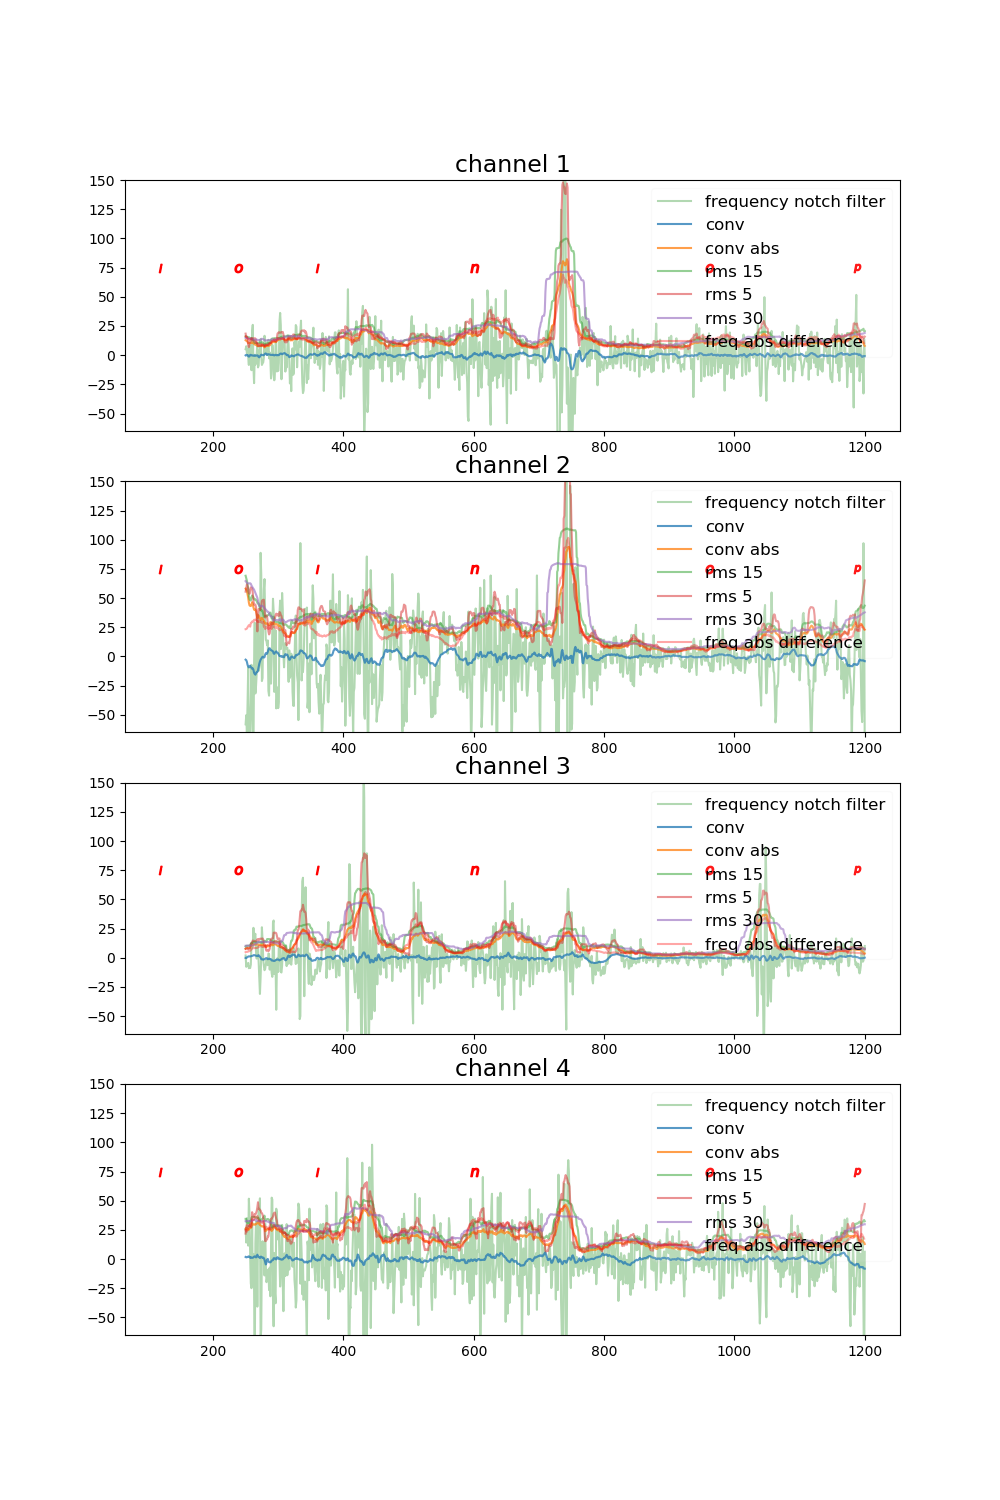 channel 1
150
125
100
75
50
25
0
−25
−50
frequency notch filter
conv
conv abs
rms 15
rms 5
rms 30
freq abs difference
ı o ı n o p
200 400 600 800 1000 1200
channel 2
150
125
100
75
50
25
0
−25
−50
frequency notch filter
conv
conv abs
rms 15
rms 5
rms 30
freq abs difference
ı o ı n o p
200 400 600 800 1000 1200
channel 3
150
125
100
75
50
25
0
−25
−50
frequency notch filter
conv
conv abs
rms 15
rms 5
rms 30
freq abs difference
ı o ı n o p
200 400 600 800 1000 1200
channel 4
150
125
100
75
50
25
0
−25
−50
frequency notch filter
conv
conv abs
rms 15
rms 5
rms 30
freq abs difference
ı o ı n o p
200 400 600 800 1000 1200